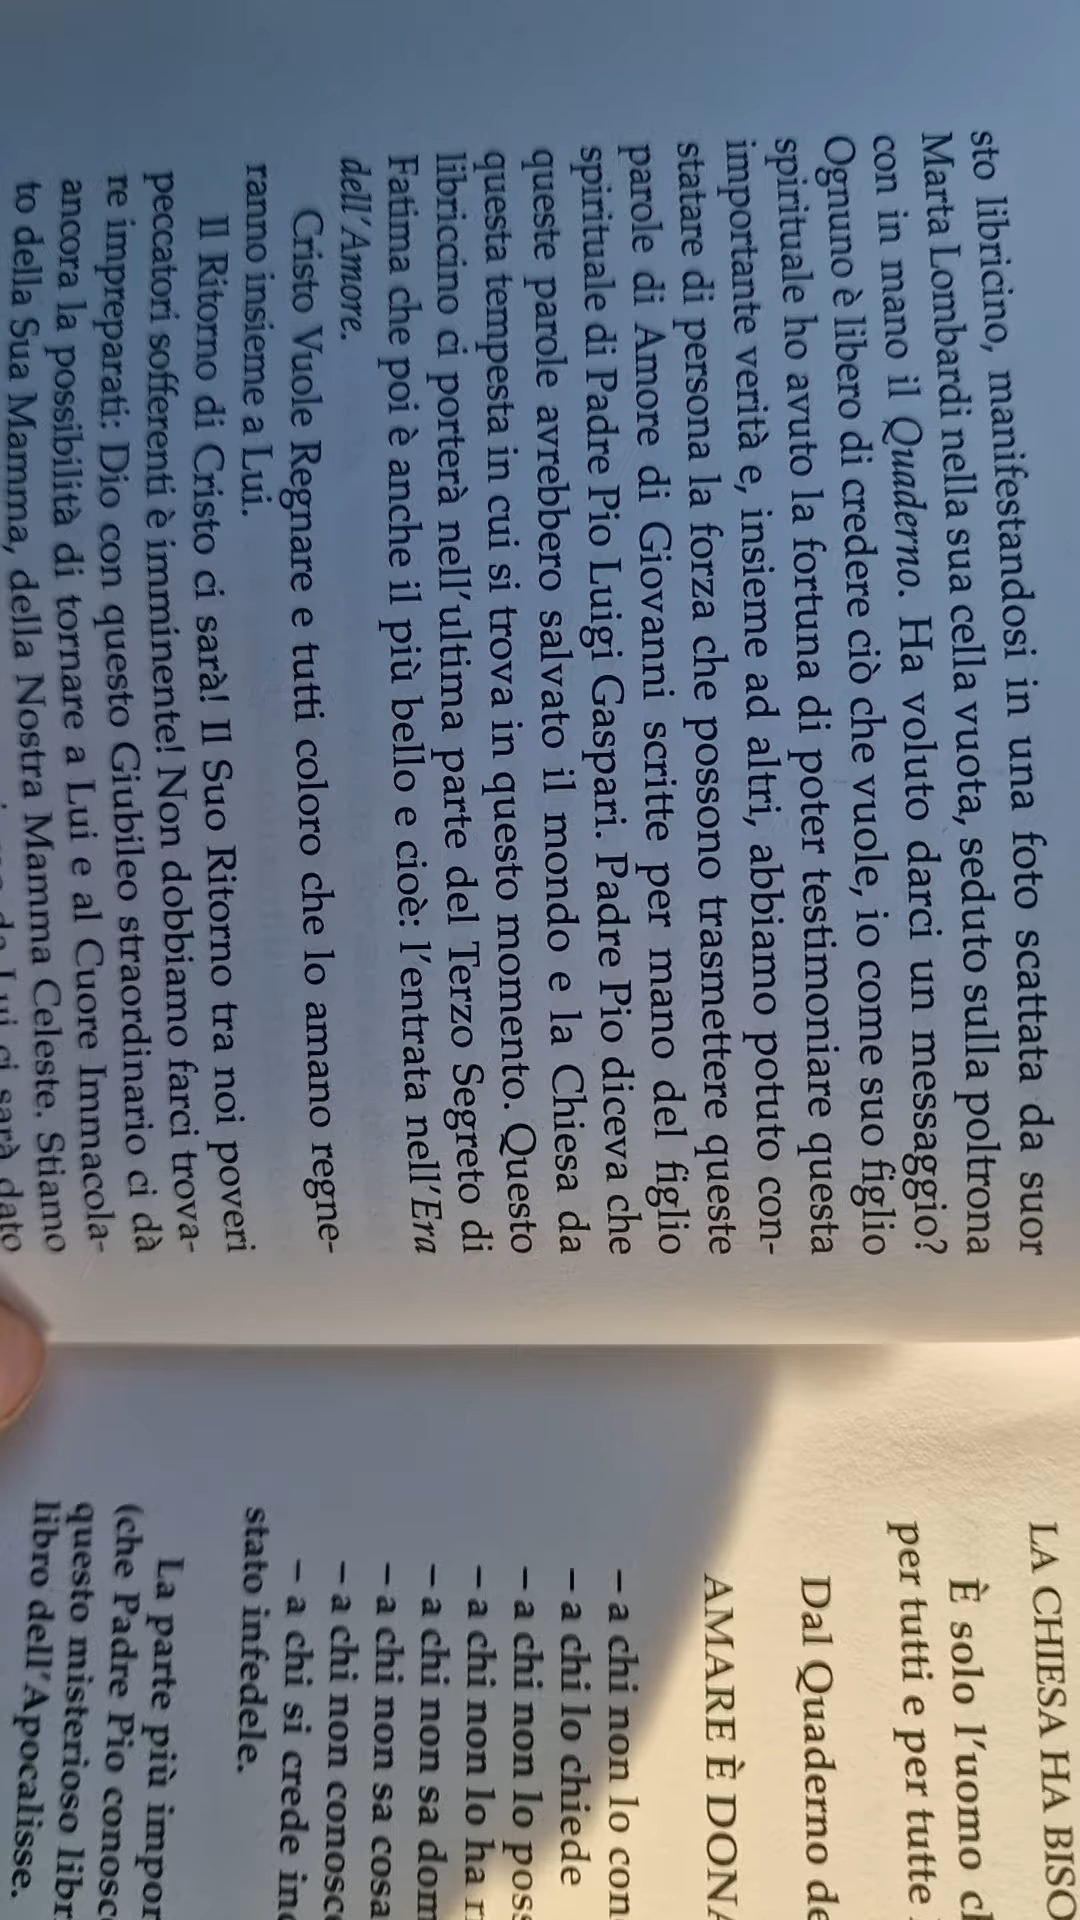 sto libricino, manifestandosi in una foto scattata da suor
Marta Lombardi nella sua cella vuota, seduto sulla poltrona
con in mano il Quaderno. Ha voluto darci un messaggio?
Ognuno è libero di credere ciò che vuole, io come suo figlio
spirituale ho avuto la fortuna di poter testimoniare questa
importante verità e, insieme ad altri, abbiamo potuto con-
statare di persona la forza che possono trasmettere queste
parole di Amore di Giovanni scritte per mano del figlio
spirituale di Padre Pio Luigi Gaspari. Padre Pio diceva che
queste parole avrebbero salvato il mondo e la Chiesa da
questa tempesta in cui si trova in questo momento. Questo
libriccino ci porterà nell'ultima parte del Terzo Segreto di
Fatima che poi è anche il più bello e cioè: l'entrata nell'Era
dell'Amore.
Cristo Vuole Regnare e tutti coloro che lo amano regne-
ranno insieme a Lui.
Il Ritorno di Cristo ci sarà! Il Suo Ritorno tra noi poveri
peccatori sofferenti è imminente! Non dobbiamo farci trova-
re impreparati: Dio con questo Giubileo straordinario ci dà
ancora la possibilità di tornare a Lui e al Cuore Immacola-
to della Sua Mamma, della Nostra Mamma Celeste. Stiamo
da Lui ci sarà dato
LA CHIESA HA BISO
È solo l'uomo
per tutti e per tutte
Dal Quaderno
AMARE È
– a chi non lo
– a chi lo chiede
– a chi non lo
– a chi non lo ha
– a chi non sa
– a chi non sa cosa
– a chi non
– a chi si crede
stato infedele.
La parte più
(che Padre Pio
questo misterioso
libro dell'Apocalisse.